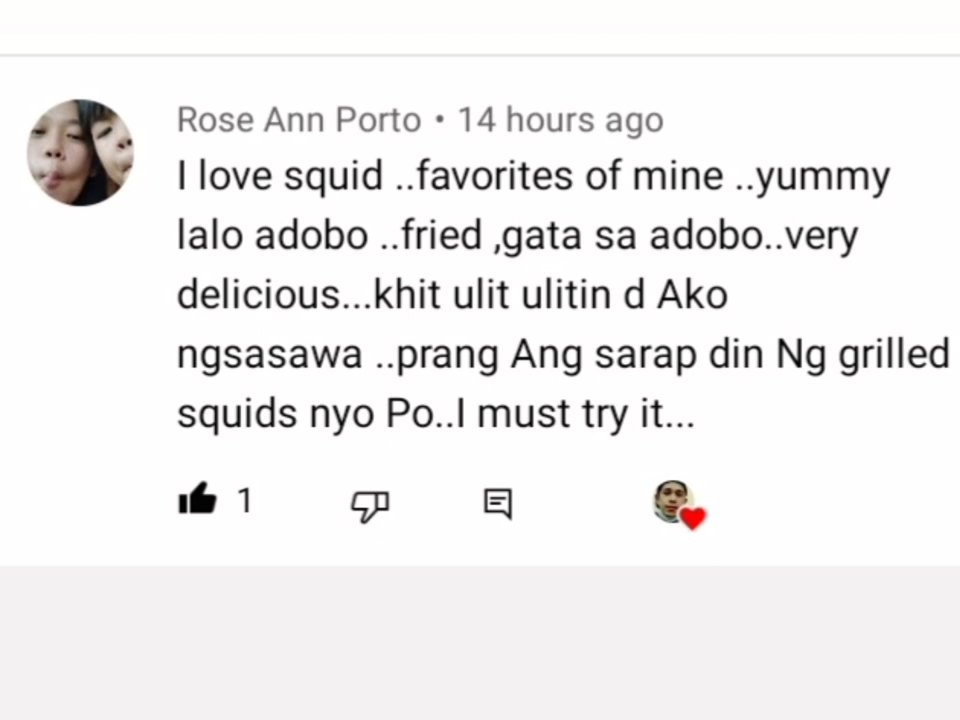 Rose Ann Porto • 14 hours ago
I love squid ..favorites of mine ..yummy
lalo adobo ..fried ,gata sa adobo..very
delicious...khit ulit ulitin d Ako
ngsasawa ..prang Ang sarap din Ng grilled
squids nyo Po..I must try it...
1